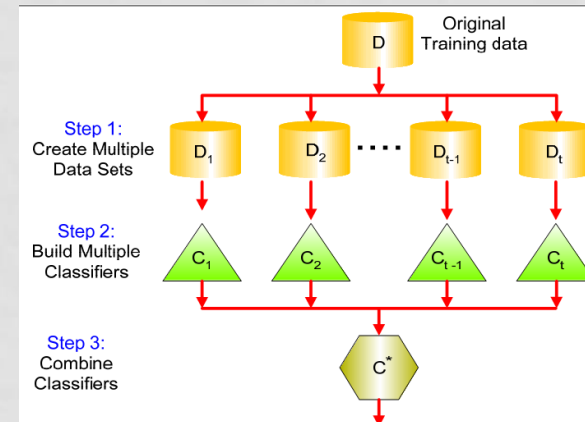 D
Original
Training data
Step 1:
Create Multiple
Data Sets
D1
D2
....
Dt-1
Dt
Step 2:
Build Multiple
Classifiers
C1
C2
Ct -1
Ct
Step 3:
Combine
Classifiers
C*